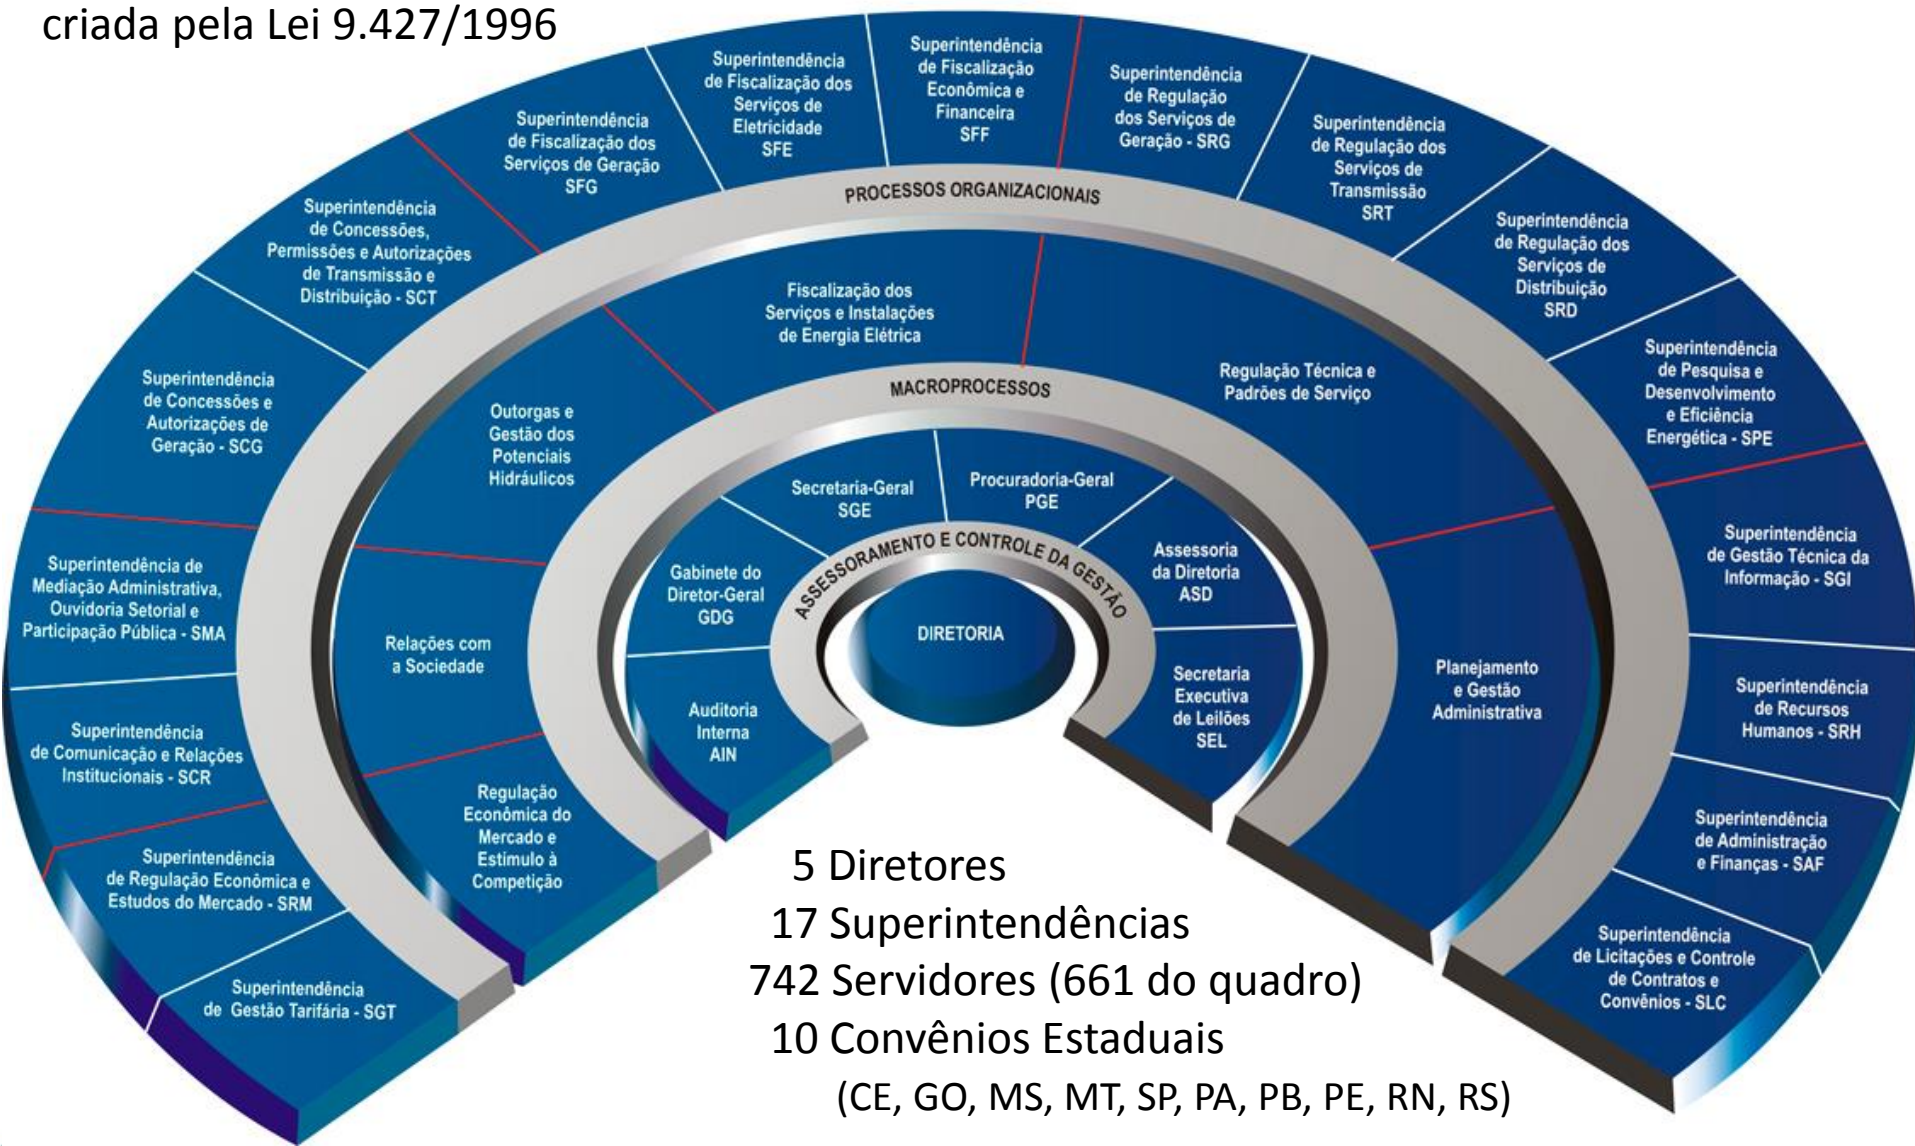 criada pela Lei 9.427/1996
Superintendência
de Gestão Tarifária - SGT
Superintendência
de Regulação Econômica e
Estudos do Mercado - SRM
Superintendência
de Comunicação e Relações
Institucionais - SCR
Superintendência de
Mediação Administrativa,
Ouvidoria Setorial e
Participação Pública - SMA
Superintendência
de Concessões e
Autorizações de
Geração - SCG
Superintendência
de Concessões,
Permissões e Autorizações
de Transmissão e
Distribuição - SCT
Superintendência
de Fiscalização dos
Serviços de Geração
SFG
Superintendência
de Fiscalização dos
Serviços de
Eletricidade
SFE
Superintendência
de Fiscalização
Econômica e
Financeira
SFF
Superintendência
de Regulação
dos Serviços de
Geração - SRG
Superintendência
de Regulação dos
Serviços de
Transmissão
SRT
Superintendência
de Regulação dos
Serviços de
Distribuição
SRD
Superintendência
de Pesquisa e
Desenvolvimento
e Eficiência
Energética - SPE
Superintendência
de Gestão Técnica da
Informação - SGI
Superintendência
de Recursos
Humanos - SRH
Superintendência
de Administração
e Finanças - SAF
Superintendência
de Licitações e Controle
de Contratos e
Convênios - SLC
PROCESSOS ORGANIZACIONAIS
Regulação
Econômica do
Mercado e
Estímulo à
Competição
Relações com
a Sociedade
Outorgas e
Gestão dos
Potenciais
Hidráulicos
Fiscalização dos
Serviços e Instalações
de Energia Elétrica
Regulação Técnica e
Padrões de Serviço
Planejamento
e Gestão
Administrativa
MACROPROCESSOS
Auditoria
Interna
AIN
Gabinete do
Diretor-Geral
GDG
Secretaria-Geral
SGE
Procuradoria-Geral
PGE
Assessoria
da Diretoria
ASD
Secretaria
Executiva
de Leilões
SEL
ASSESSORAMENTO E CONTROLE DA GESTÃO
DIRETORIA
5 Diretores
17 Superintendências
742 Servidores (661 do quadro)
10 Convênios Estaduais
(CE, GO, MS, MT, SP, PA, PB, PE, RN, RS)